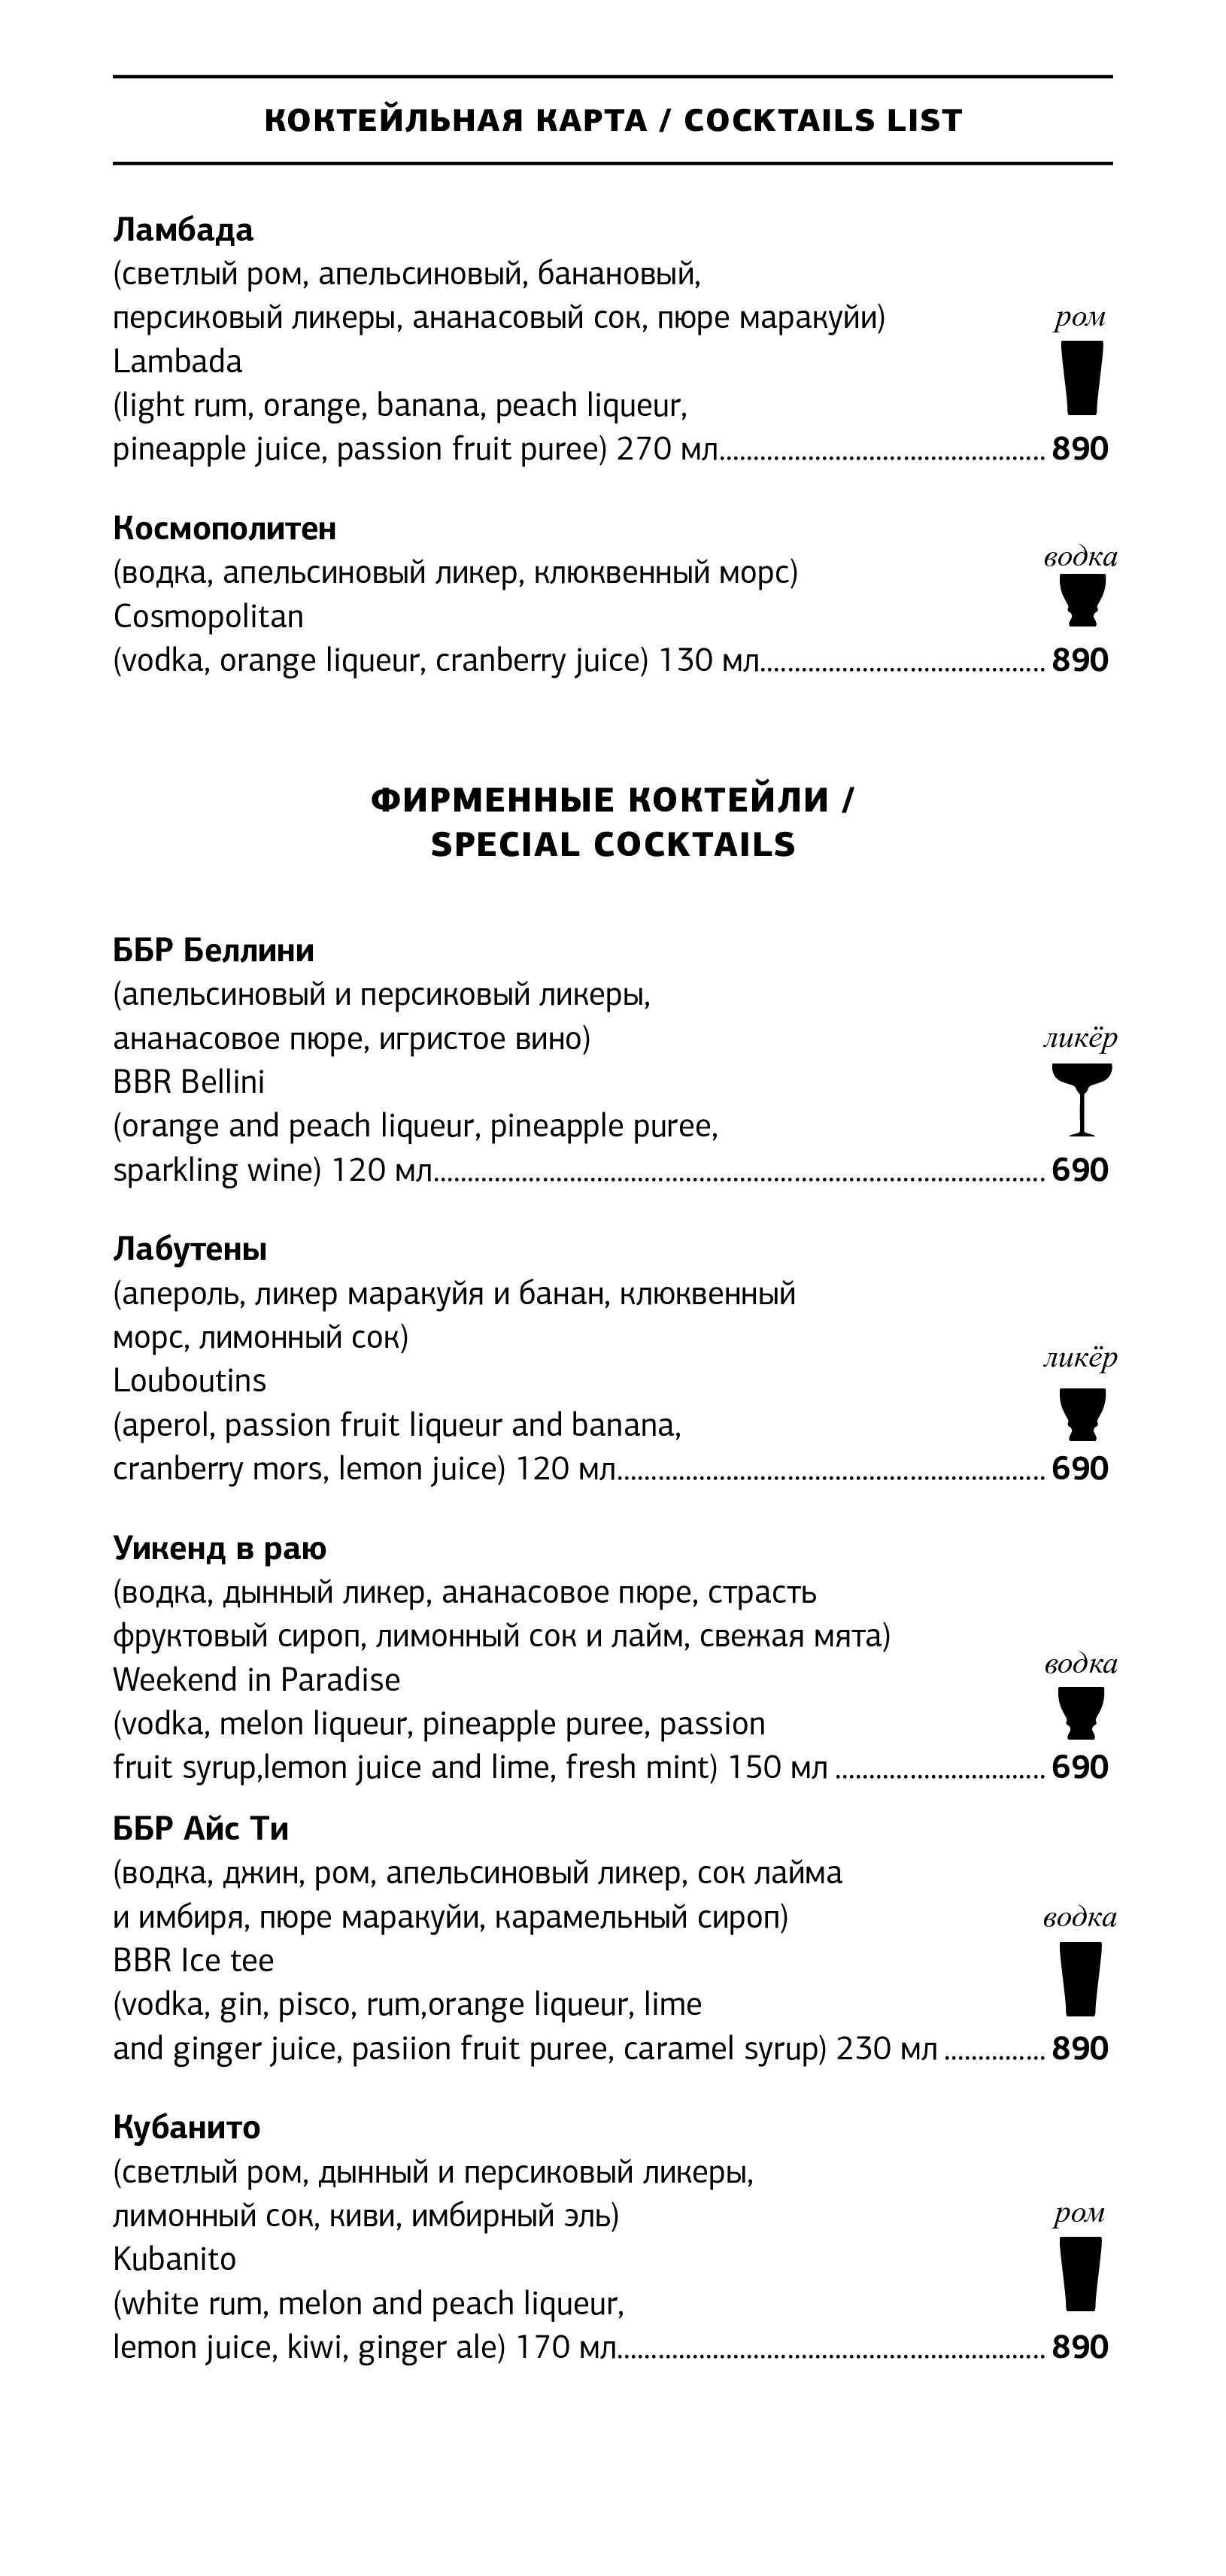 КОКТЕЙЛЬНАЯ КАРТА / COCKTAILS LIST
Ламбада
(светлый ром, апельсиновый, банановый,
персиковый ликеры, ананасовый сок, пюре маракуйи)
ром
Lambada
(light rum, orange, banana, peach liqueur,
pineapple juice, passion fruit puree) 270 мл................................................ 890
Космополитен
водка
(водка, апельсиновый ликер, клюквенный морс)
Cosmopolitan
(vodka, orange liqueur, cranberry juice) 130 мл.......................................... 890
ФИРМЕННЫЕ КОКТЕЙЛИ /
SPECIAL COCKTAILS
ББР Беллини
(апельсиновый и персиковый ликеры,
ананасовое пюре, игристое вино)
ликёр
BBR Bellini
(orange and peach liqueur, pineapple puree,
sparkling wine) 120 мл.......................................................................................... 690
Лабутены
(апероль, ликер маракуйя и банан, клюквенный
морс, лимонный сок)
ликёр
Louboutins
(aperol, passion fruit liqueur and banana,
cranberry mors, lemon juice) 120 мл............................................................... 690
Уикенд в раю
(водка, дынный ликер, ананасовое пюре, страсть
фруктовый сироп, лимонный сок и лайм, свежая мята)
водка
Weekend in Paradise
(vodka, melon liqueur, pineapple puree, passion
fruit syrup,lemon juice and lime, fresh mint) 150 мл ............................... 690
ББР Айс Ти
(водка, джин, ром, апельсиновый ликер, сок лайма
и имбиря, пюре маракуйи, карамельный сироп)
водка
BBR Ice tee
(vodka, gin, pisco, rum,orange liqueur, lime
and ginger juice, pasiion fruit puree, caramel syrup) 230 мл ............... 890
Кубанито
(светлый ром, дынный и персиковый ликеры,
лимонный сок, киви, имбирный эль)
ром
Kubanito
(white rum, melon and peach liqueur,
lemon juice, kiwi, ginger ale) 170 мл............................................................... 890